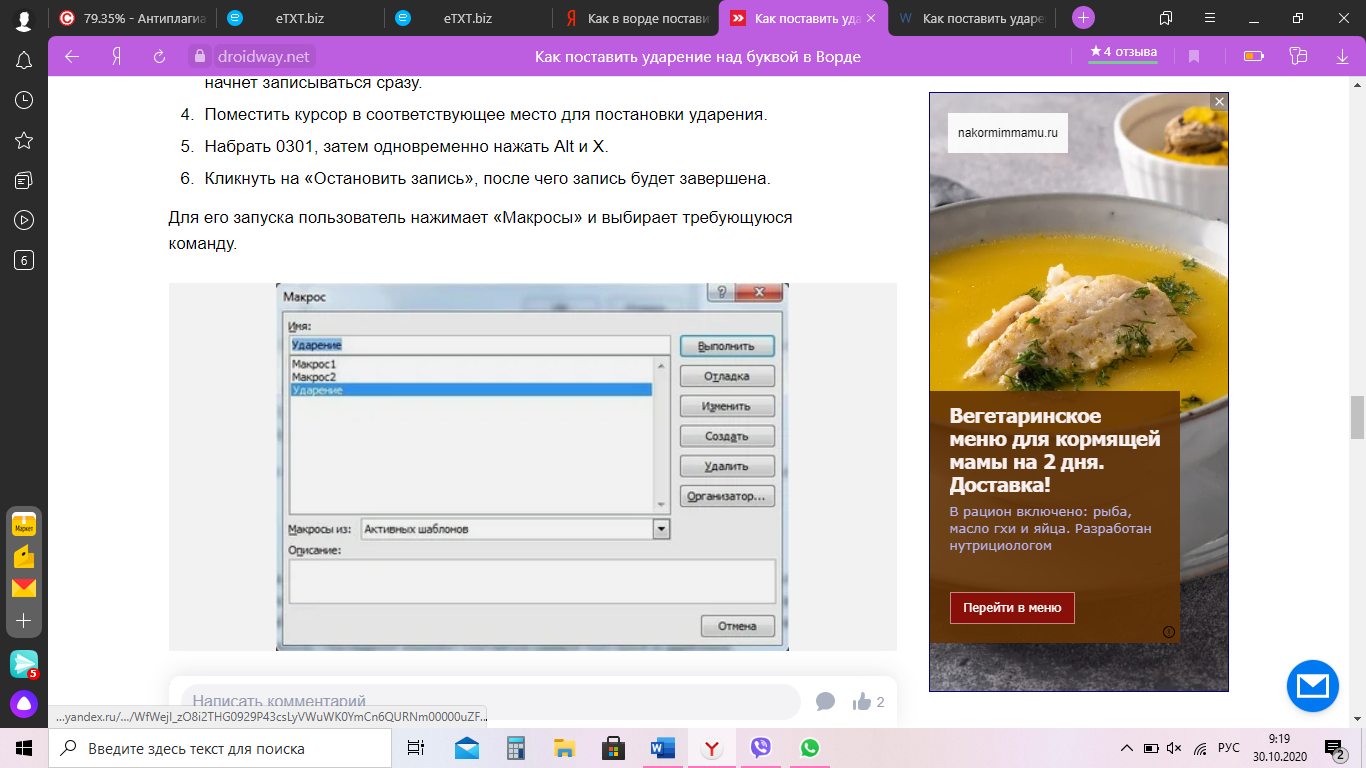 79.35% - Антиплагиа
eTXT.biz
eTXT.biz
Как в ворде постави
Как поставить уда
Как поставить ударе
droidway.net
Как поставить ударение над буквой в Ворде
★4 отзыва
начнет записываться сразу.
4. Поместить курсор в соответствующее место для постановки ударения.
5. Набрать 0301, затем одновременно нажать Alt и X.
6. Кликнуть на «Остановить запись», после чего запись будет завершена.
Для его запуска пользователь нажимает «Макросы» и выбирает требующуюся
команду.
Макрос
Имя:
Ударение
Макрос1
Макрос2
Ударение
Выполнить
Отладка
Изменить
Создать
Удалить
Организатор...
Макросы из:
Активных шаблонов
Описание:
Отмена
nakormimmamu.ru
Вегетаринское
меню для кормящей
мамы на 2 дня.
Доставка!
В рацион включено: рыба,
масло гхи и яйца. Разработан
нутрициологом
Перейти в меню
Написать комментарий
2
6
Маркет
5
...yandex.ru/.../WfWejI_zO8i2THG0929P43csLyVWuWK0YmCn6QURNm00000uZF...
Введите здесь текст для поиска
РУС
9:19
30.10.2020
2